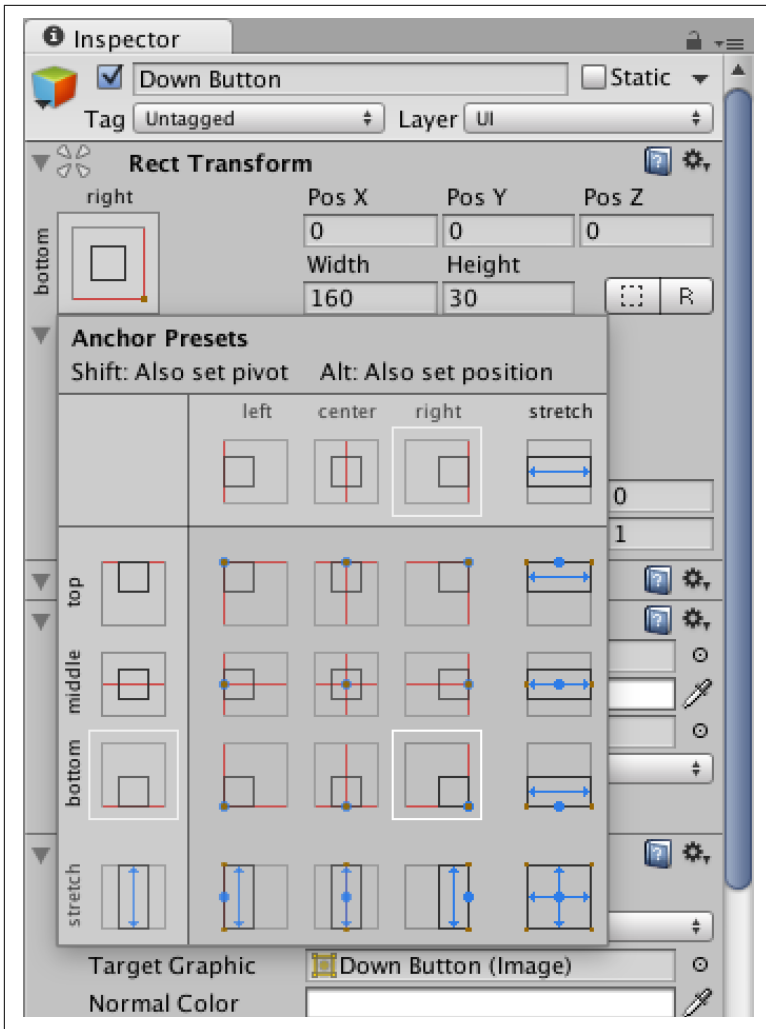 Inspector
Down Button
Static
Tag Untagged Layer UI
Rect Transform
right Pos X Pos Y Pos Z
bottom
0 0 0
Width Height
160 30 R
Anchor Presets
Shift: Also set pivot Alt: Also set position
left center right stretch
0
1
top
middle
bottom
stretch
Target Graphic Down Button (Image)
Normal Color